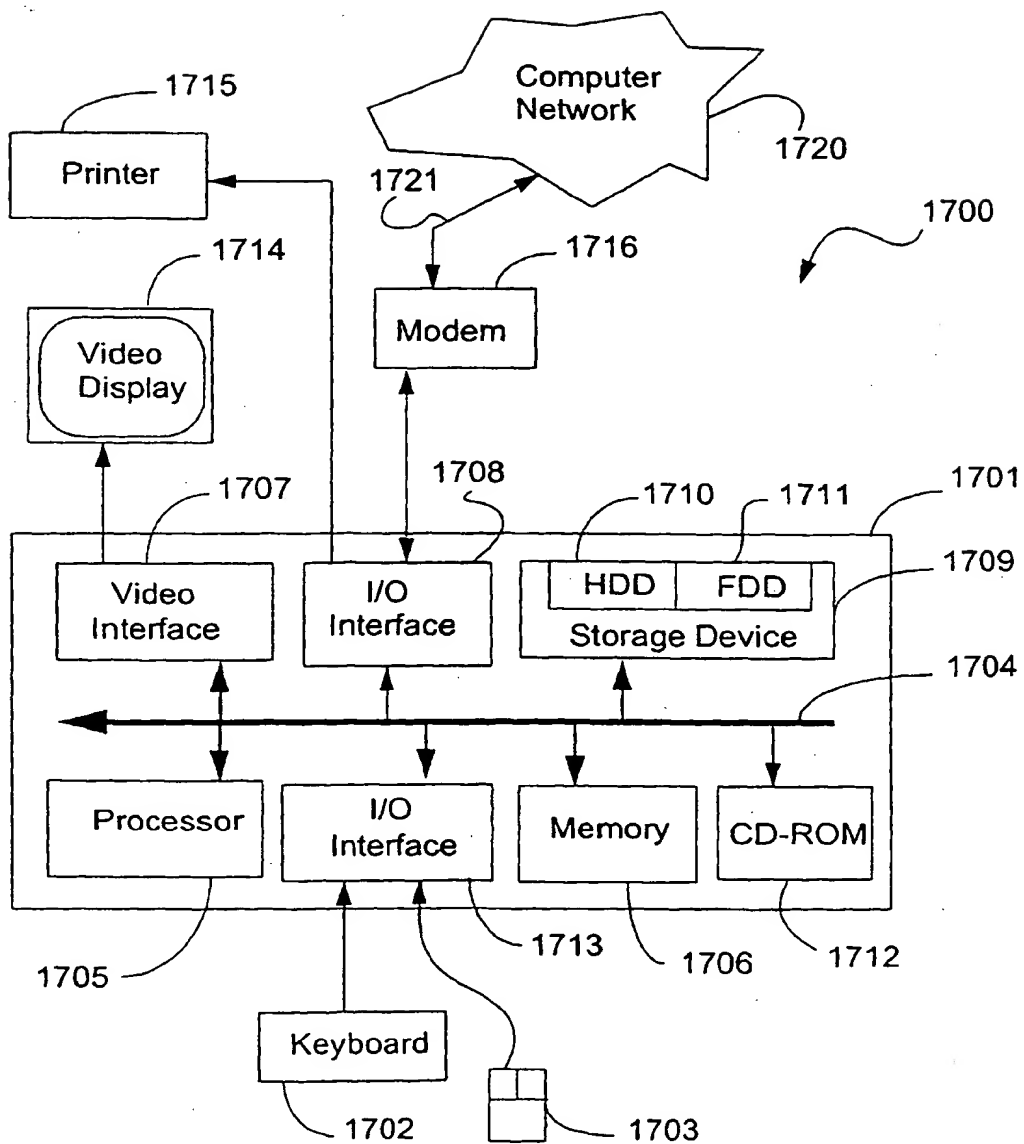 Computer
Network
1715
Printer
1720
1721
1700
1714
1716
Modem
Video
Display
1707
1708
1710
1711
1701
1709
Video
Interface
I/O
Interface
HDD
FDD
Storage Device
1704
Processor
I/O
Interface
Memory
CD-ROM
1705
1713
1706
1712
Keyboard
1702
1703